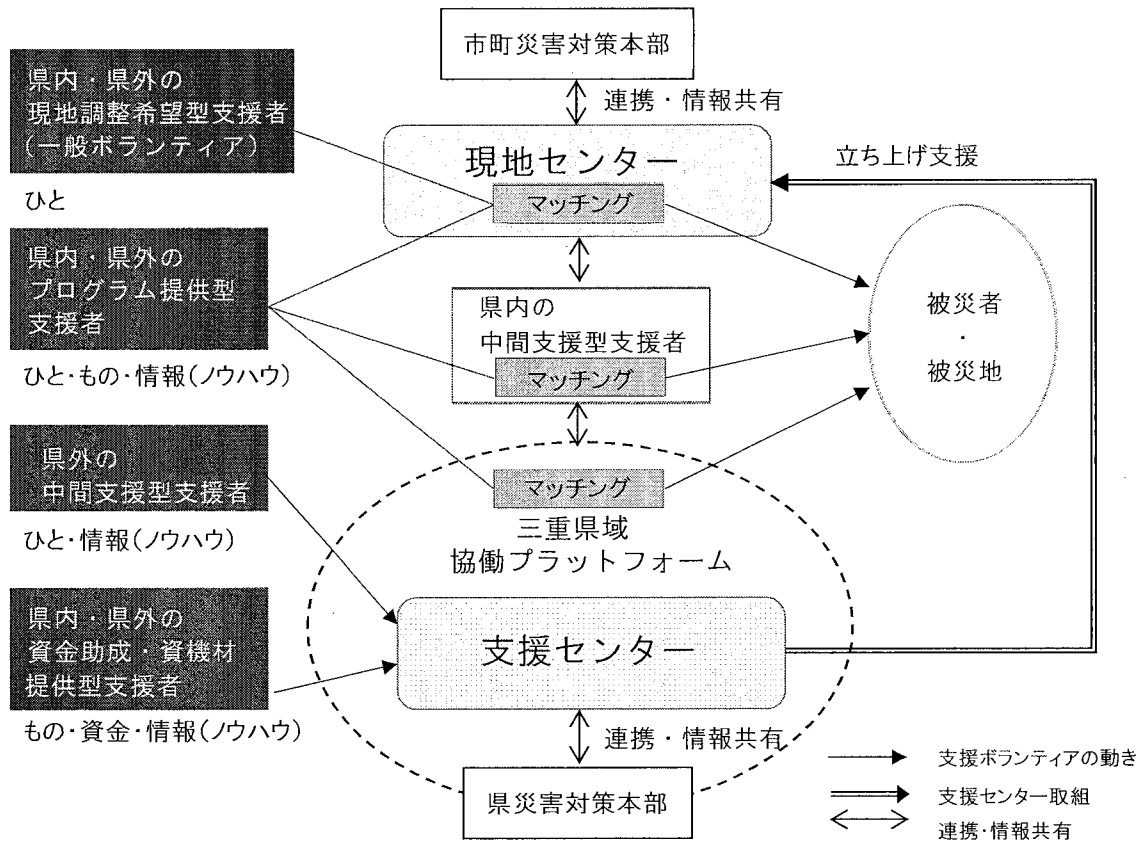 市町災害対策本部
連携・情報共有
県内・県外の
現地調整希望型支援者
(一般ボランティア)
ひと
現地センター
マッチング
立ち上げ支援
県内・県外の
プログラム提供型
支援者
ひと・もの・情報(ノウハウ)
県内の
中間支援型支援者
マッチング
被災者
・
被災地
県外の
中間支援型支援者
ひと・情報(ノウハウ)
マッチング
三重県域
協働プラットフォーム
県内・県外の
資金助成・資機材
提供型支援者
もの・資金・情報(ノウハウ)
支援センター
連携・情報共有
県災害対策本部
支援ボランティアの動き
支援センター取組
連携・情報共有